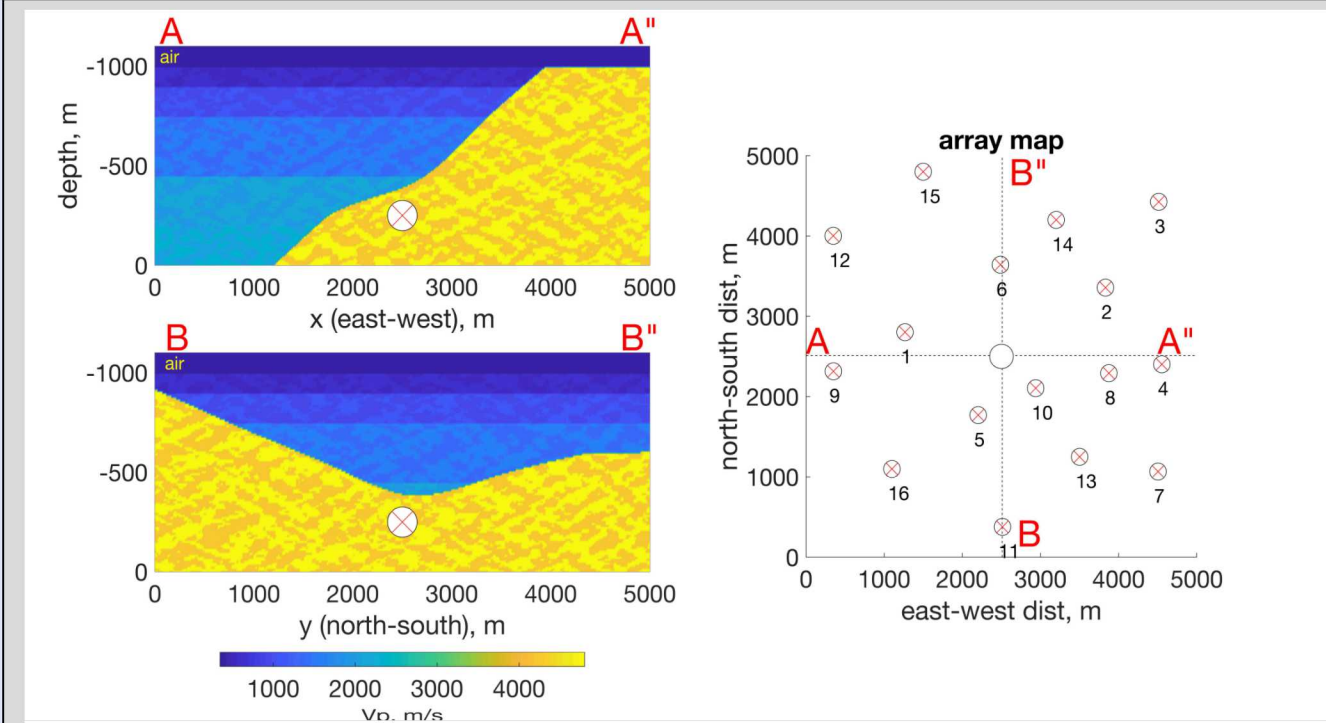 A A"
air
-1000
-500
0
depth, m
0 1000 2000 3000 4000 5000
x (east-west), m
B B"
air
-1000
-500
0
0 1000 2000 3000 4000 5000
y (north-south), m
1000 2000 3000 4000
Vp, m/s
array map
B"
5000
4000
3000
2000
1000
0
north-south dist, m
15
3
14
12
6
2
A A"
1
4
9
8
10
5
13
7
16
B
11
0 1000 2000 3000 4000 5000
east-west dist, m